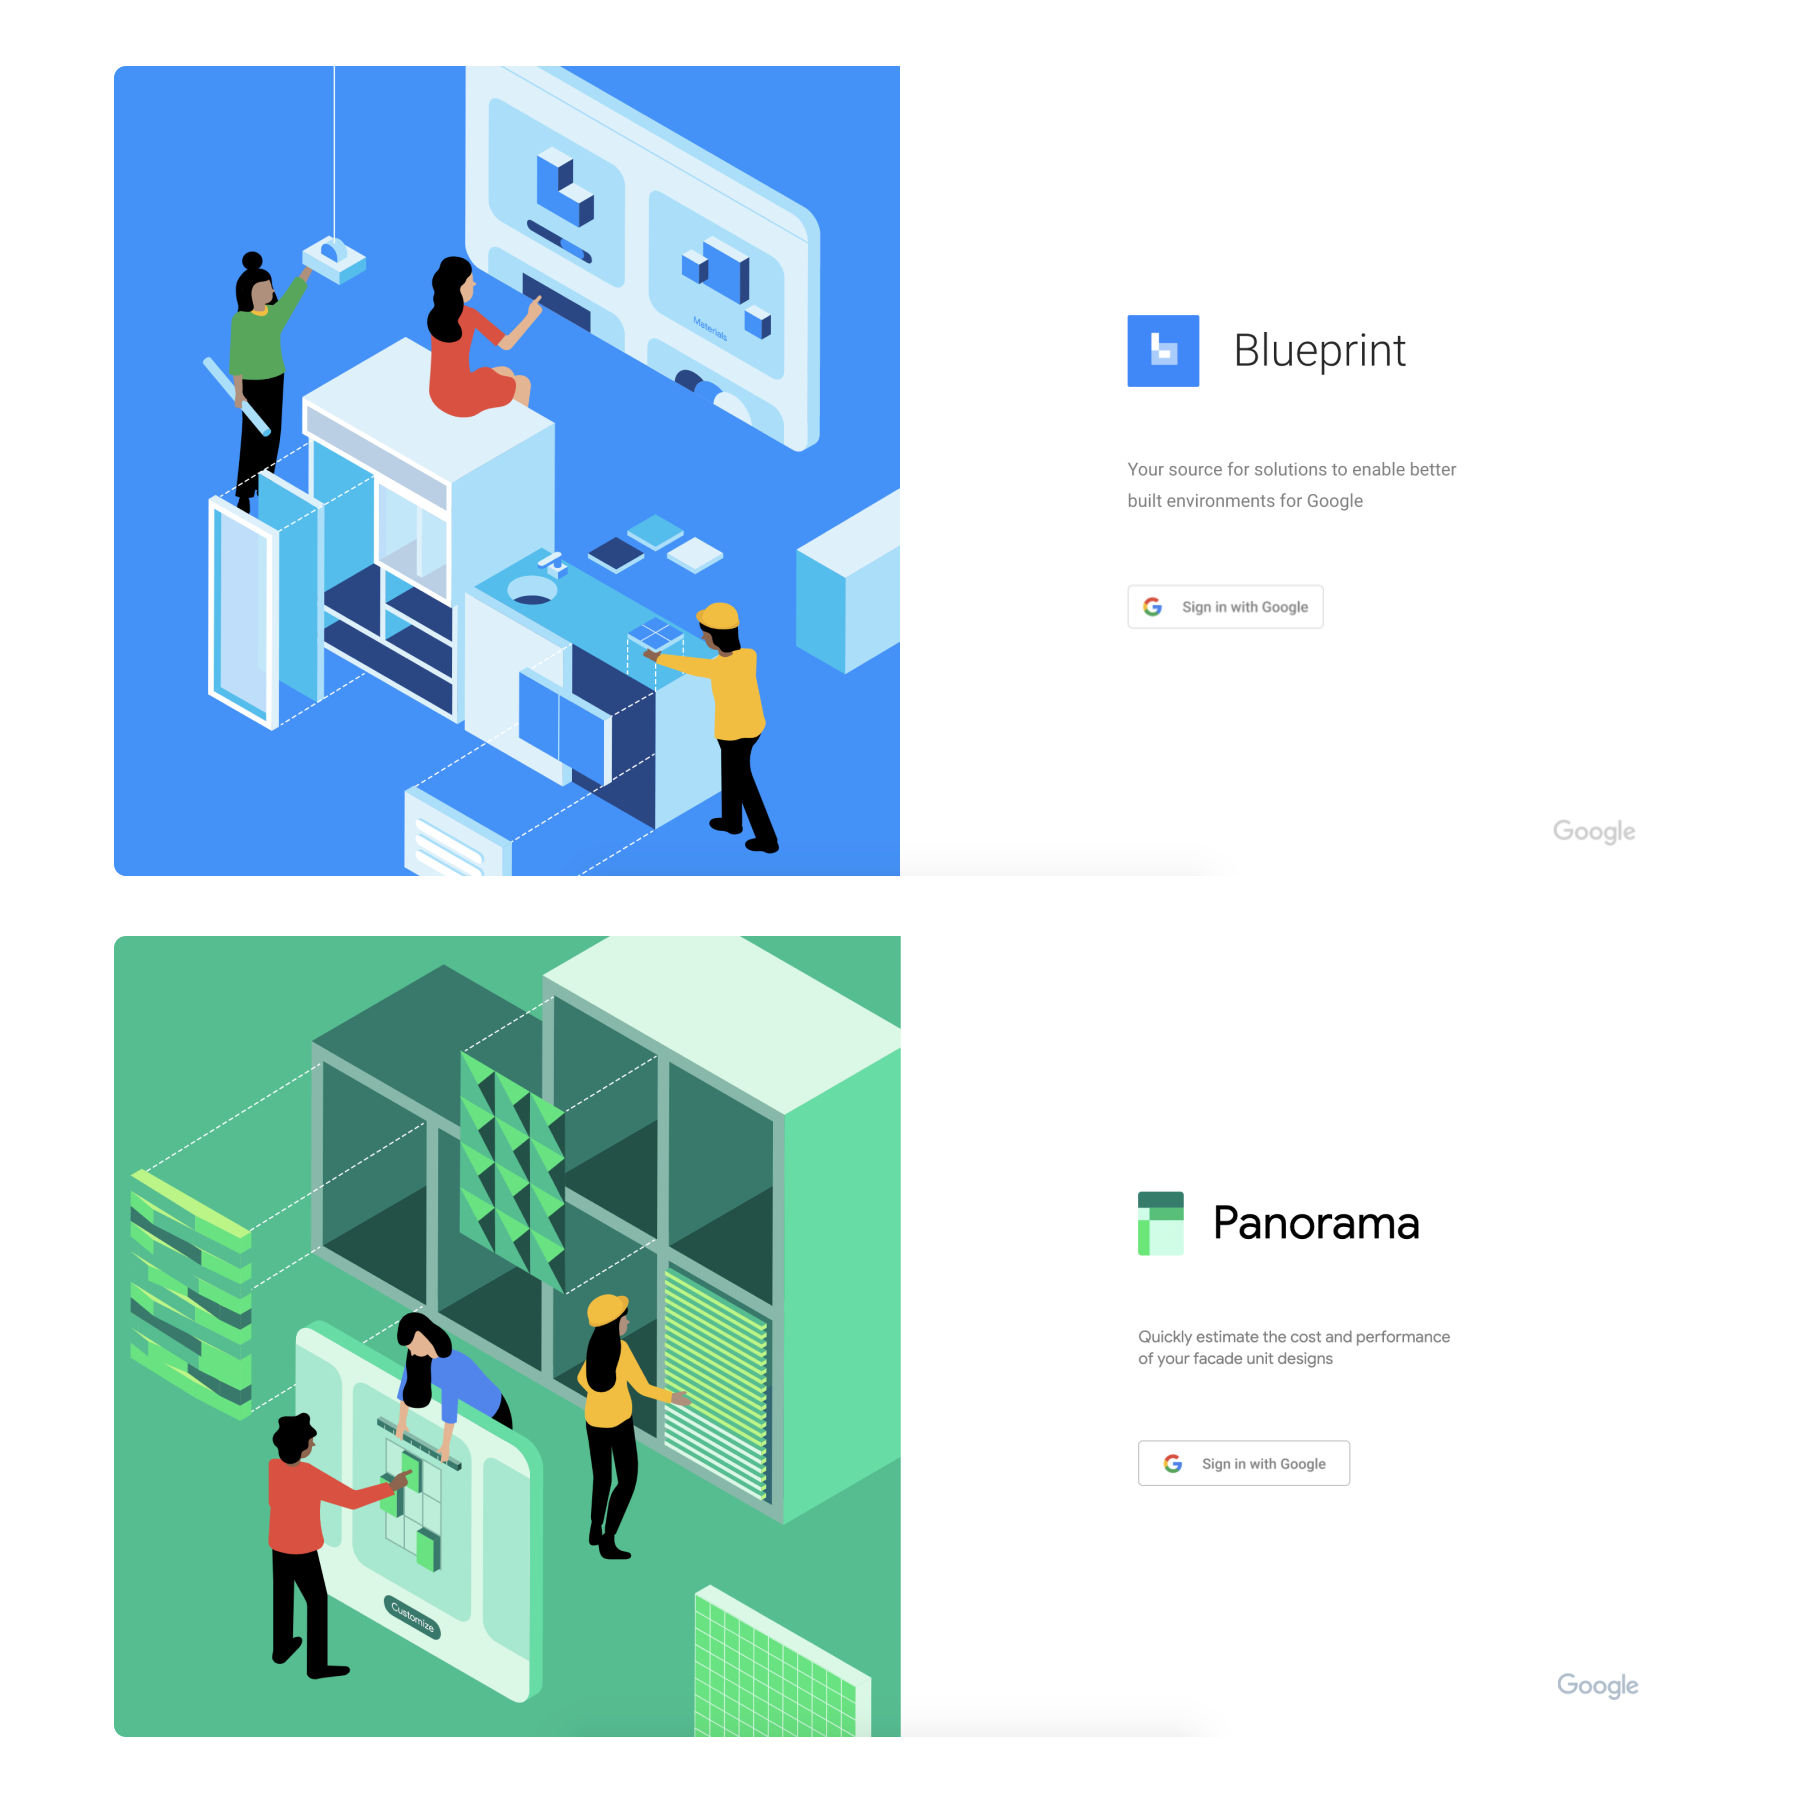 Materials
Blueprint
Your source for solutions to enable better
built environments for Google
Sign in with Google
Google
Customize
Panorama
Quickly estimate the cost and performance
of your facade unit designs
Sign in with Google
Google